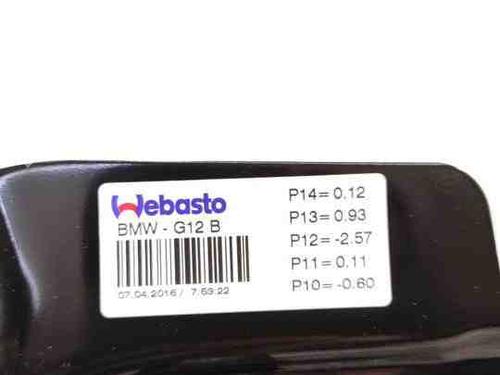 Webasto
BMW - G12 B
07.04.2016 / 7:53:22
P14= 0.12
P13= 0.93
P12= -2.57
P11= 0.11
P10= -0.60